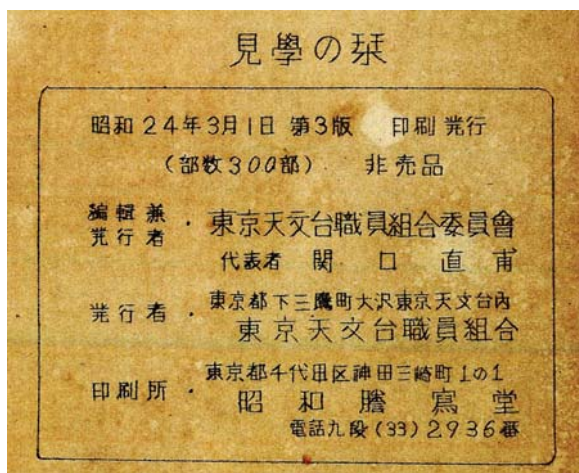 見學の栞
昭和24年3月1日 第3版 印刷発行
(部数300部) 非売品
編輯兼
発行者 ・ 東京天文台職員組合委員會
代表者 関口直甫
東京都下三鷹町大沢東京天文台內
発行者 ・ 東京天文台職員組合
東京都千代田区神田三崎町1の1
印刷所 ・ 昭和謄寫堂
電話九段(33)2936番